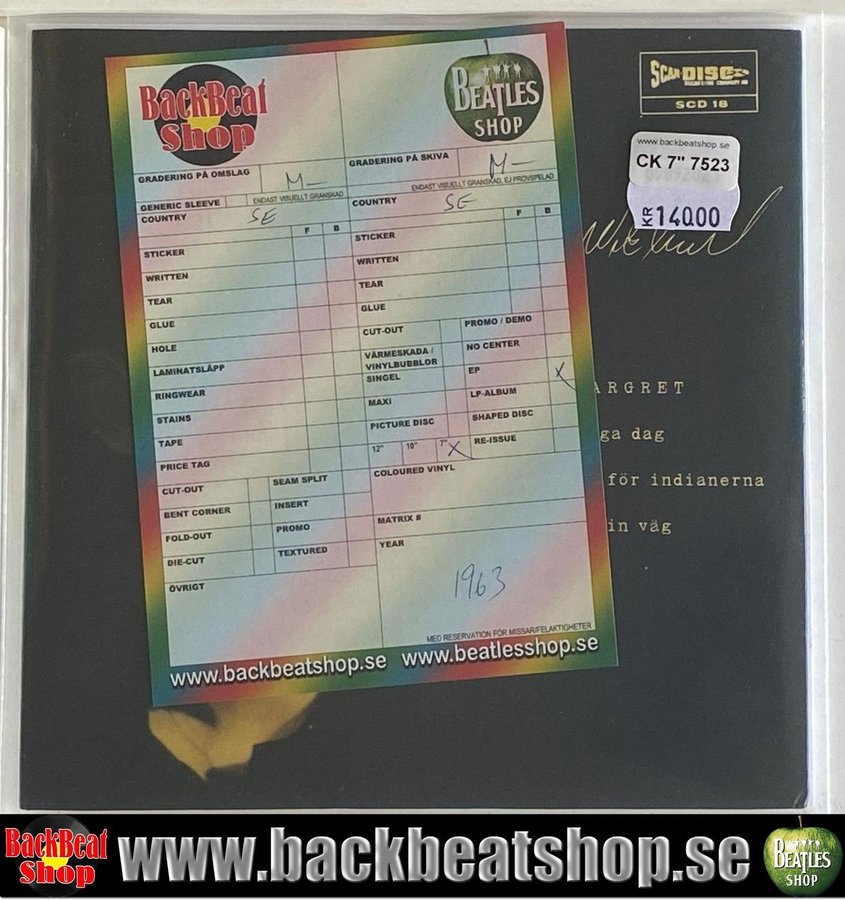 BackBeat
Shop
BEATLES
SHOP
SCAN-DISC
SCD 18
www.backbeatshop.se
CK 7" 7523
KR 140.00
GRADERING PÅ OMSLAG M-
ENDAST VISUELLT GRANSKAD
GENERIC SLEEVE
COUNTRY SE
F B
STICKER
WRITTEN
TEAR
GLUE
HOLE
LAMINATSLÄPP
RINGWEAR
STAINS
TAPE
PRICE TAG
CUT-OUT
SEAM SPLIT
BENT CORNER
INSERT
FOLD-OUT
PROMO
DIE-CUT
TEXTURED
ÖVRIGT
GRADERING PÅ SKIVA M-
ENDAST VISUELLT GRANSKAD, EJ PROVSPELAD
COUNTRY SE
F B
STICKER
WRITTEN
TEAR
GLUE
CUT-OUT
PROMO / DEMO
VÄRMESKADA /
VINYLBUBBLOR
NO CENTER
SINGEL
EP X
MAXI
LP-ALBUM
PICTURE DISC
SHAPED DISC
12" 10" 7" X
RE-ISSUE
COLOURED VINYL
MATRIX #
YEAR
1963
MED RESERVATION FÖR MISSAR/FELAKTIGHETER
www.backbeatshop.se www.beatlesshop.se
ARGRET
ga dag
för indianerna
in väg
BackBeat
Shop
www.backbeatshop.se
BEATLES
SHOP